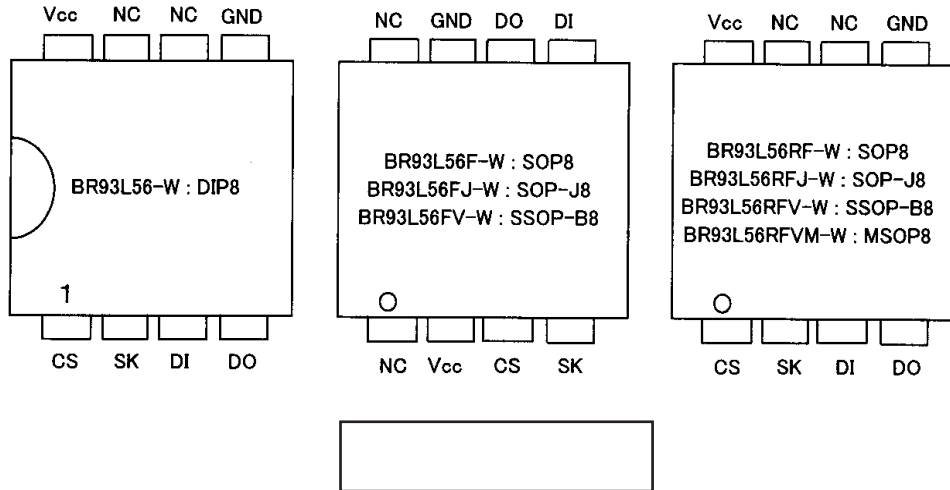 Vcc NC NC GND
BR93L56-W : DIP8
1
CS SK DI DO
NC GND DO DI
BR93L56F-W : SOP8
BR93L56FJ-W : SOP-J8
BR93L56FV-W : SSOP-B8
NC Vcc CS SK
Vcc NC NC GND
BR93L56RF-W : SOP8
BR93L56RFJ-W : SOP-J8
BR93L56RFV-W : SSOP-B8
BR93L56RFVM-W : MSOP8
CS SK DI DO